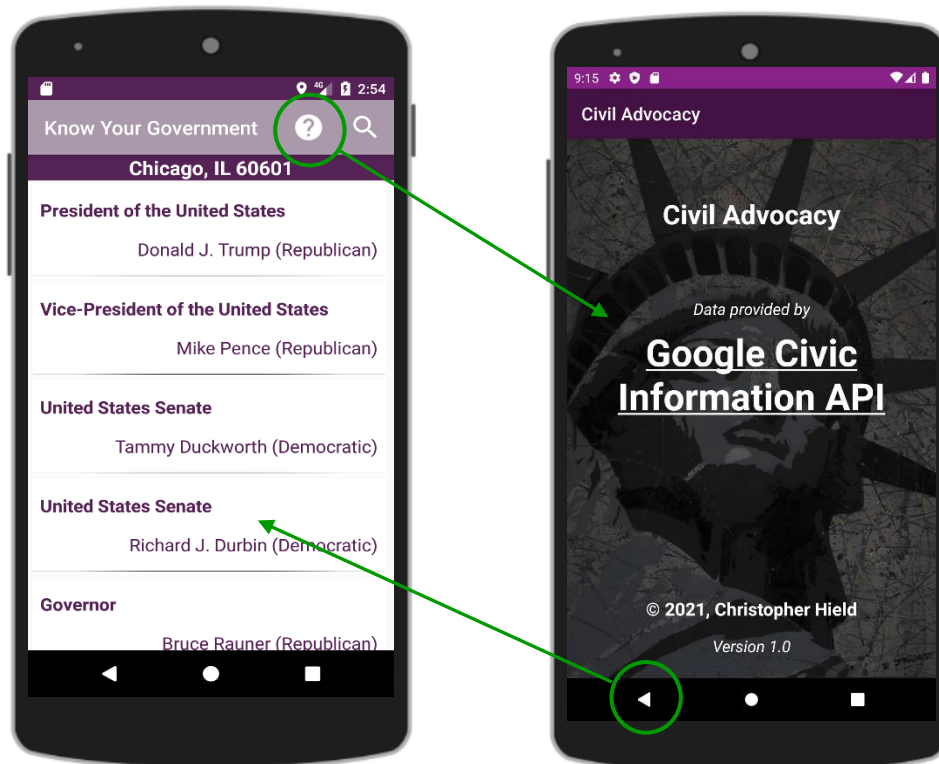 2:54
Know Your Government
Chicago, IL 60601
President of the United States
Donald J. Trump (Republican)
Vice-President of the United States
Mike Pence (Republican)
United States Senate
Tammy Duckworth (Democratic)
United States Senate
Richard J. Durbin (Democratic)
Governor
Bruce Rauner (Republican)
9:15
Civil Advocacy
Civil Advocacy
Data provided by
Google Civic
Information API
© 2021, Christopher Hield
Version 1.0